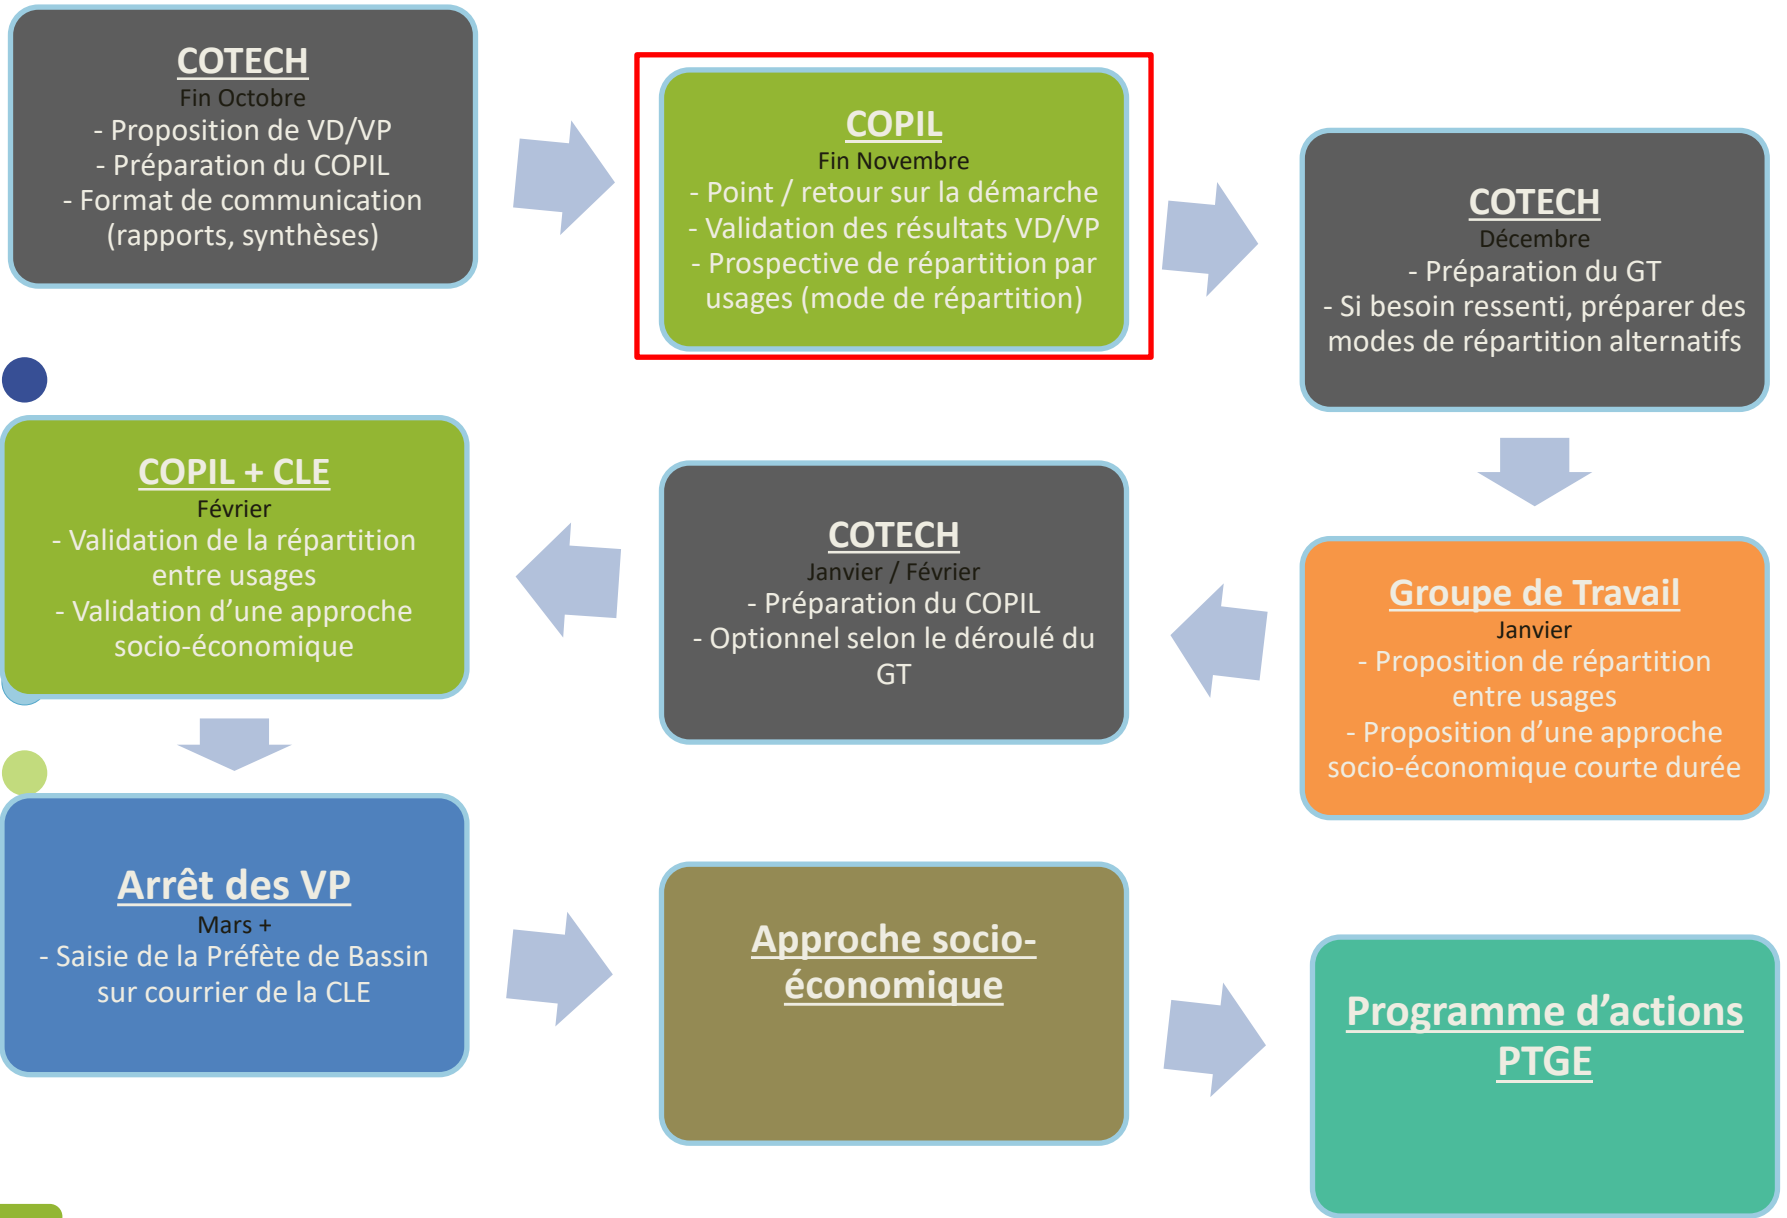 COTECH
Fin Octobre
- Proposition de VD/VP
- Préparation du COPIL
- Format de communication
(rapports, synthèses)
COPIL
Fin Novembre
- Point / retour sur la démarche
- Validation des résultats VD/VP
- Prospective de répartition par
usages (mode de répartition)
COTECH
Décembre
- Préparation du GT
- Si besoin ressenti, préparer des
modes de répartition alternatifs
Groupe de Travail
Janvier
- Proposition de répartition
entre usages
- Proposition d’une approche
socio-économique courte durée
COTECH
Janvier / Février
- Préparation du COPIL
- Optionnel selon le déroulé du
GT
COPIL + CLE
Février
- Validation de la répartition
entre usages
- Validation d’une approche
socio-économique
Arrêt des VP
Mars +
- Saisie de la Préfète de Bassin
sur courrier de la CLE
Approche socio-
économique
Programme d’actions
PTGE